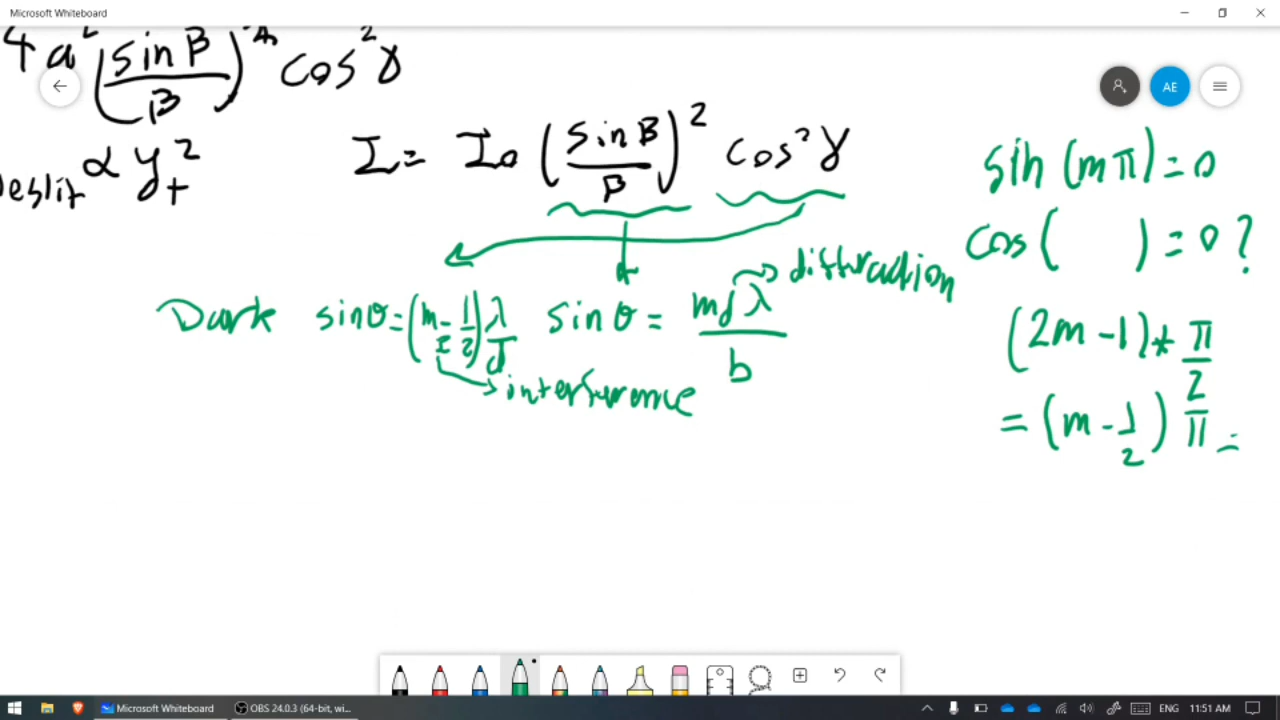 Microsoft Whiteboard
4 a² (sin β / β)² cos² γ
AE
I = I₀ (sin β / β)² cos² γ
sin (mπ) = 0
α y_t²
cos (      ) = 0 ?
diffraction
Dark sin θ = (m_I - 1/2) λ/d sin θ = m_d λ / b
(2m - 1) * π/2
interference
= (m - 1/2) π =
Microsoft Whiteboard
OBS 24.0.3 (64-bit, wi...
ENG
11:51 AM